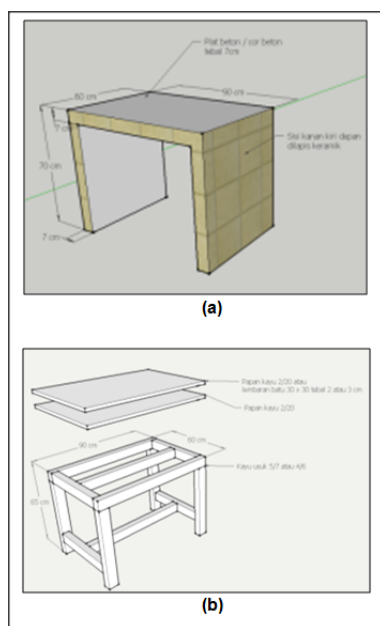 Plat beton / cor beton
tebal 7cm
60 cm
90 cm
7 cm
Sisi kanan kiri depan
dilapis keramik
70 cm
7 cm
(a)
Papan kayu 2/20 atau
lembaran batu 30 x 30 tebal 2 atau 3 cm
Papan kayu 2/20
90 cm
60 cm
Kayu usuk 5/7 atau 4/6
65 cm
(b)